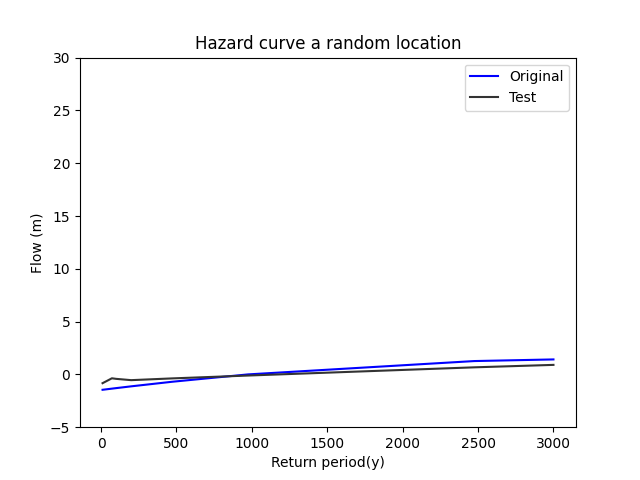 Hazard curve a random location
30
25
20
15
10
5
0
−5
Flow (m)
Original
Test
0 500 1000 1500 2000 2500 3000
Return period(y)